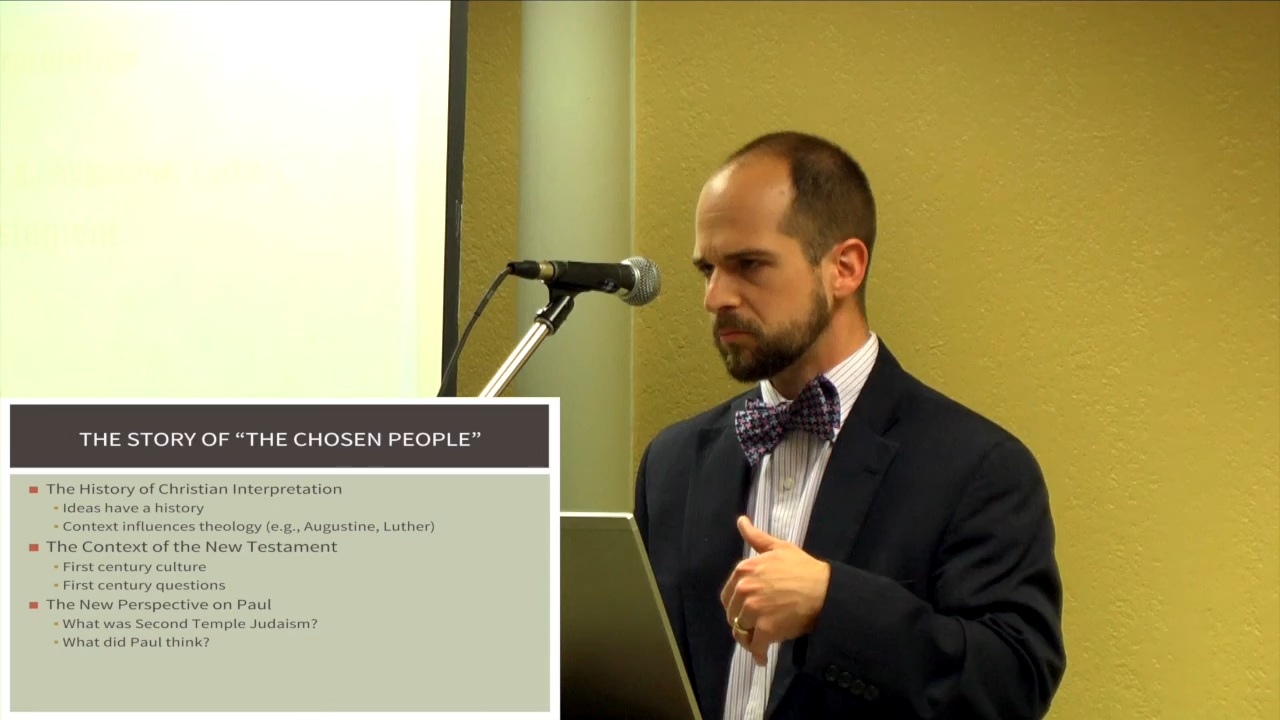 THE STORY OF “THE CHOSEN PEOPLE”
The History of Christian Interpretation
Ideas have a history
Context influences theology (e.g., Augustine, Luther)
The Context of the New Testament
First century culture
First century questions
The New Perspective on Paul
What was Second Temple Judaism?
What did Paul think?